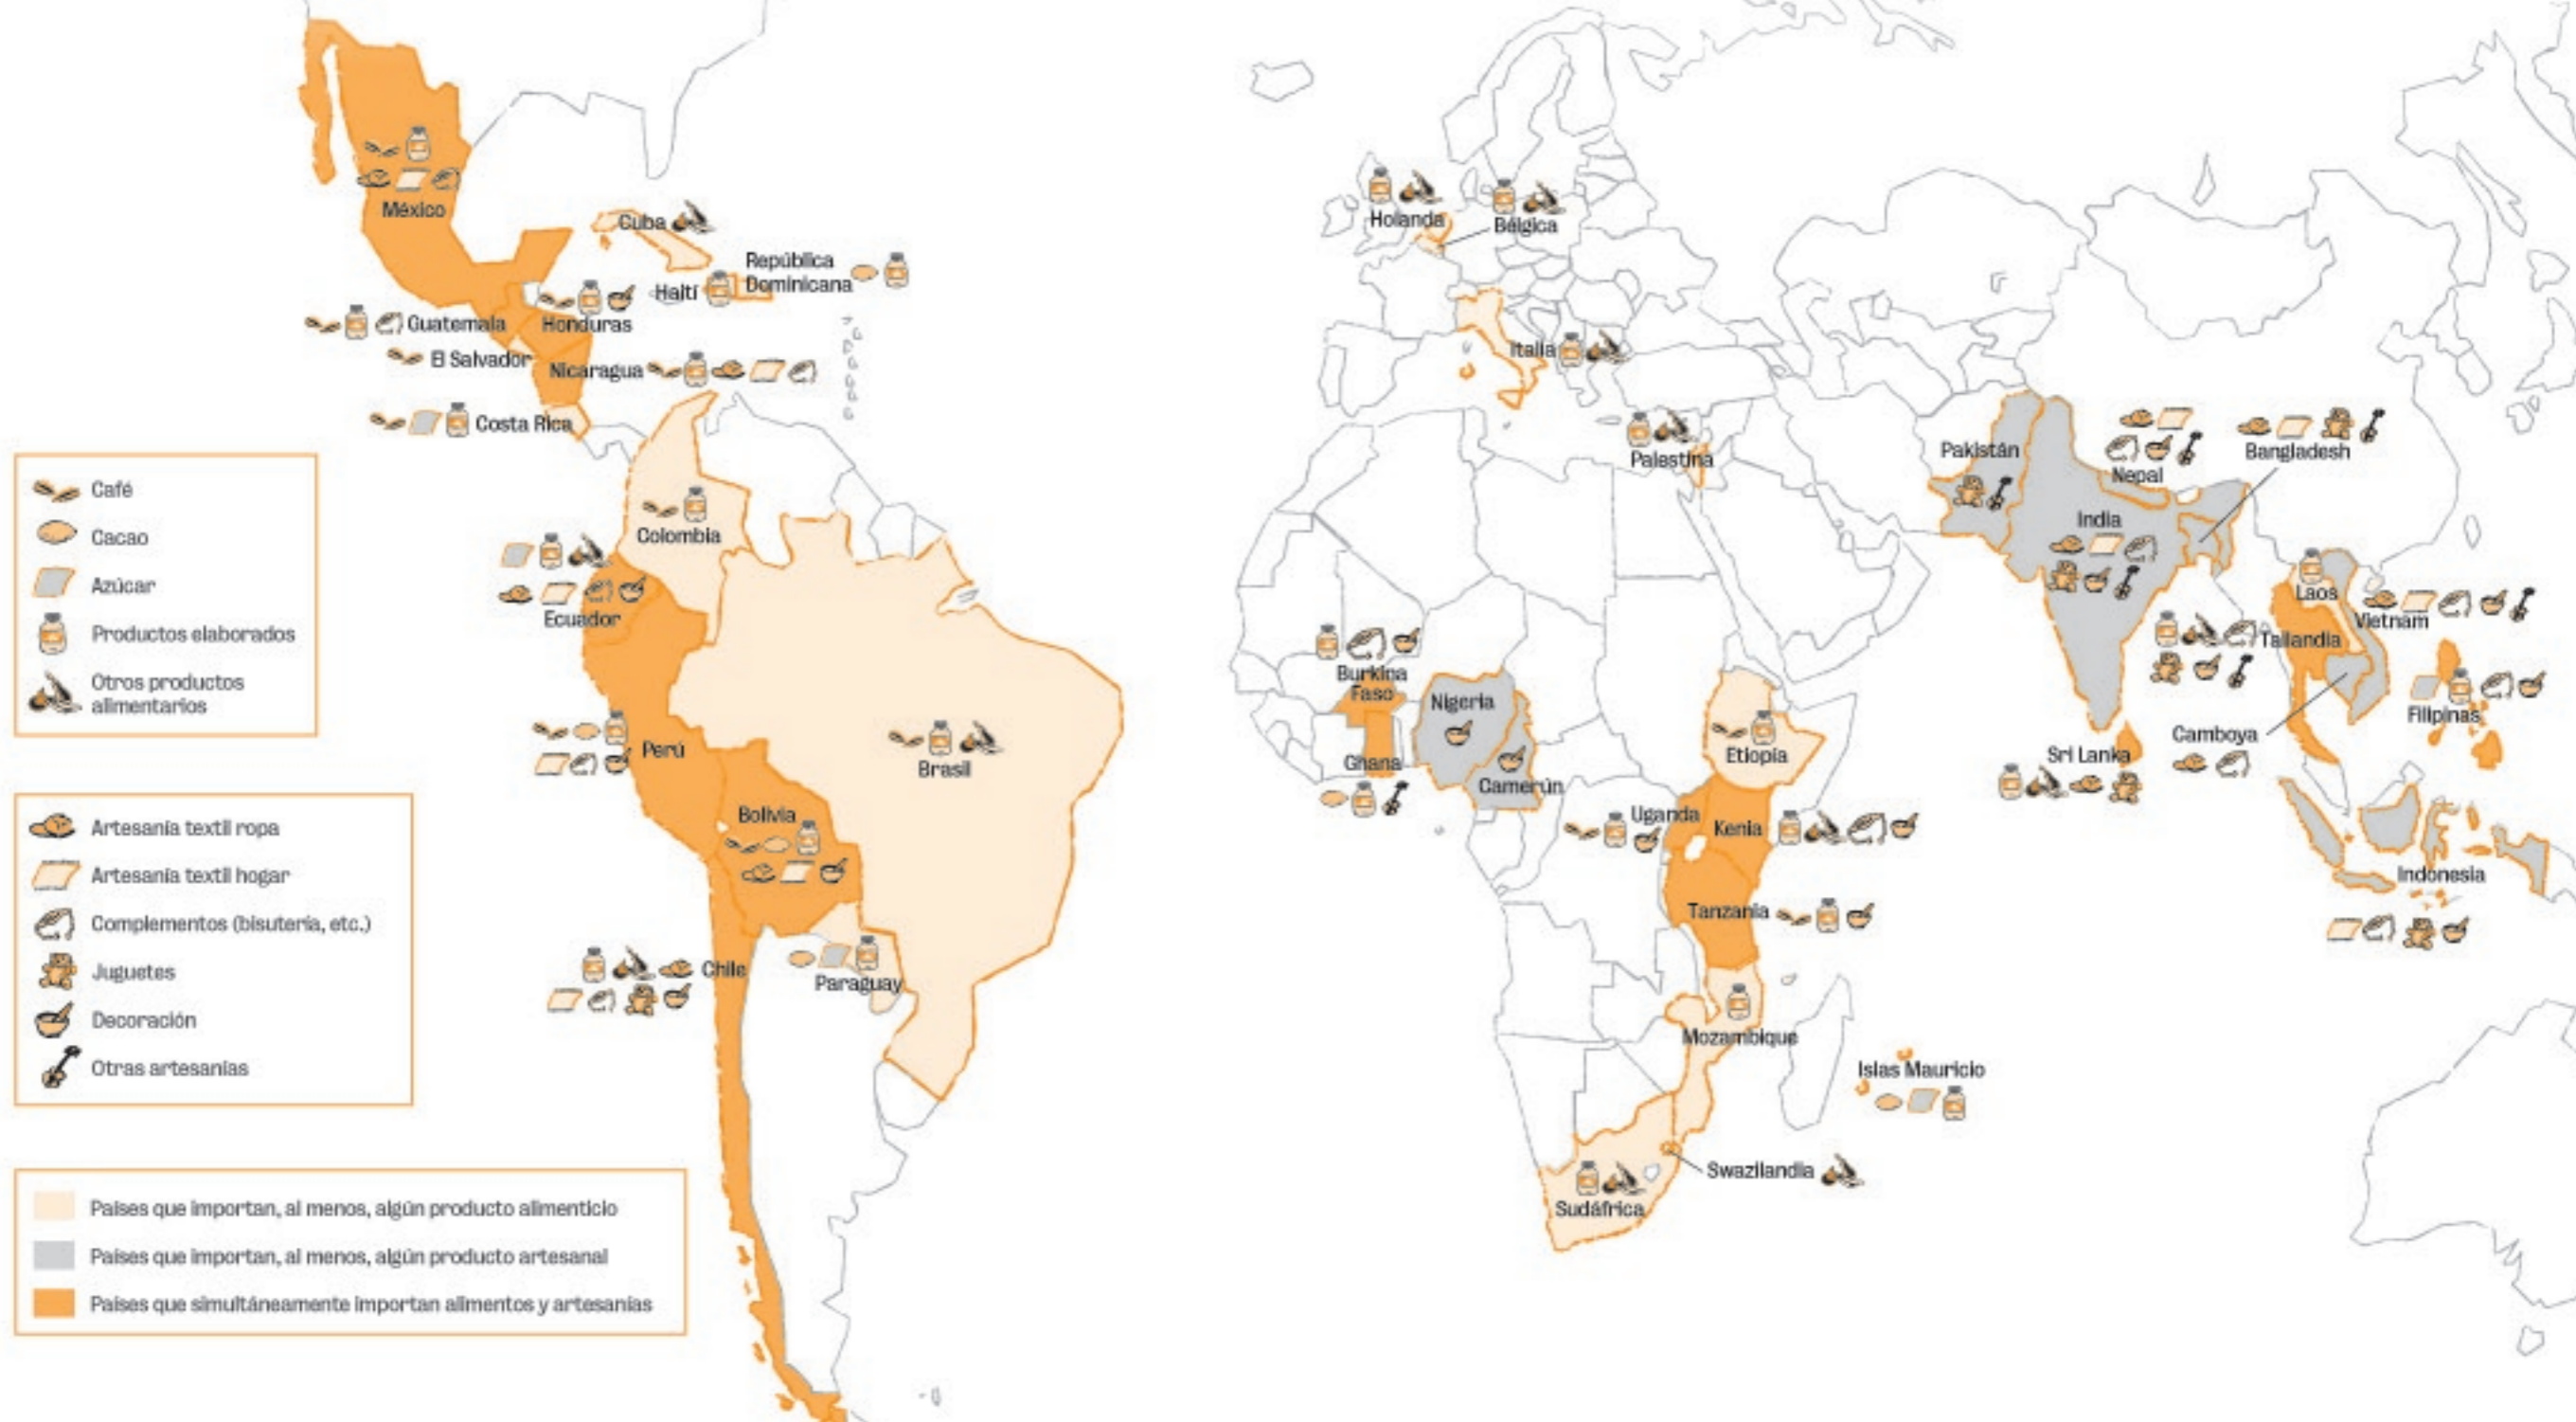 México
Cuba
República
Dominicana
Haití
Guatemala
Honduras
El Salvador
Nicaragua
Costa Rica
Colombia
Ecuador
Perú
Brasil
Bolivia
Chile
Paraguay
Café
Cacao
Azúcar
Productos elaborados
Otros productos
alimentarios
Artesanía textil ropa
Artesanía textil hogar
Complementos (bisutería, etc.)
Juguetes
Decoración
Otras artesanías
Países que importan, al menos, algún producto alimenticio
Países que importan, al menos, algún producto artesanal
Países que simultáneamente importan alimentos y artesanías
Holanda
Bélgica
Italia
Palestina
Burkina
Faso
Nigeria
Ghana
Camerún
Etiopía
Uganda
Kenia
Tanzania
Mozambique
Islas Mauricio
Swazilandia
Sudáfrica
Pakistán
Nepal
Bangladesh
India
Laos
Vietnam
Tailandia
Filipinas
Camboya
Sri Lanka
Indonesia